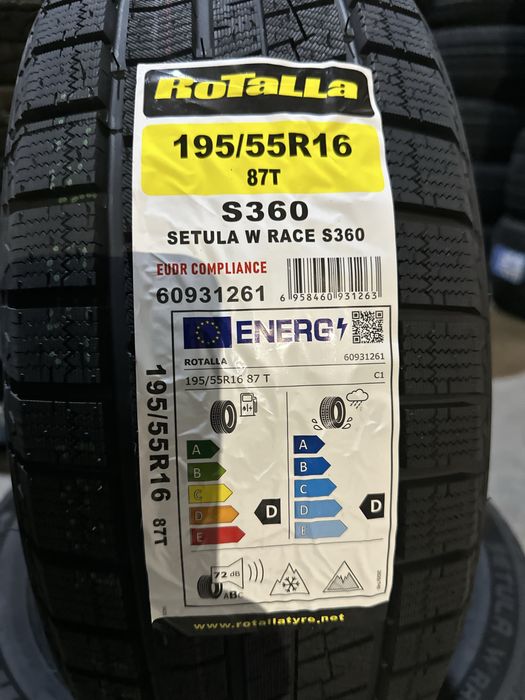 RoTaLLa
195/55R16
87T
S360
SETULA W RACE S360
EUDR COMPLIANCE
60931261
6 958460 931263
ENERG
ROTALLA
60931261
195/55R16 87 T
C1
A
B
C
D
E
D
A
B
C
D
E
D
72 dB
ABC
195/55R16 87T
www.rotallatyre.net